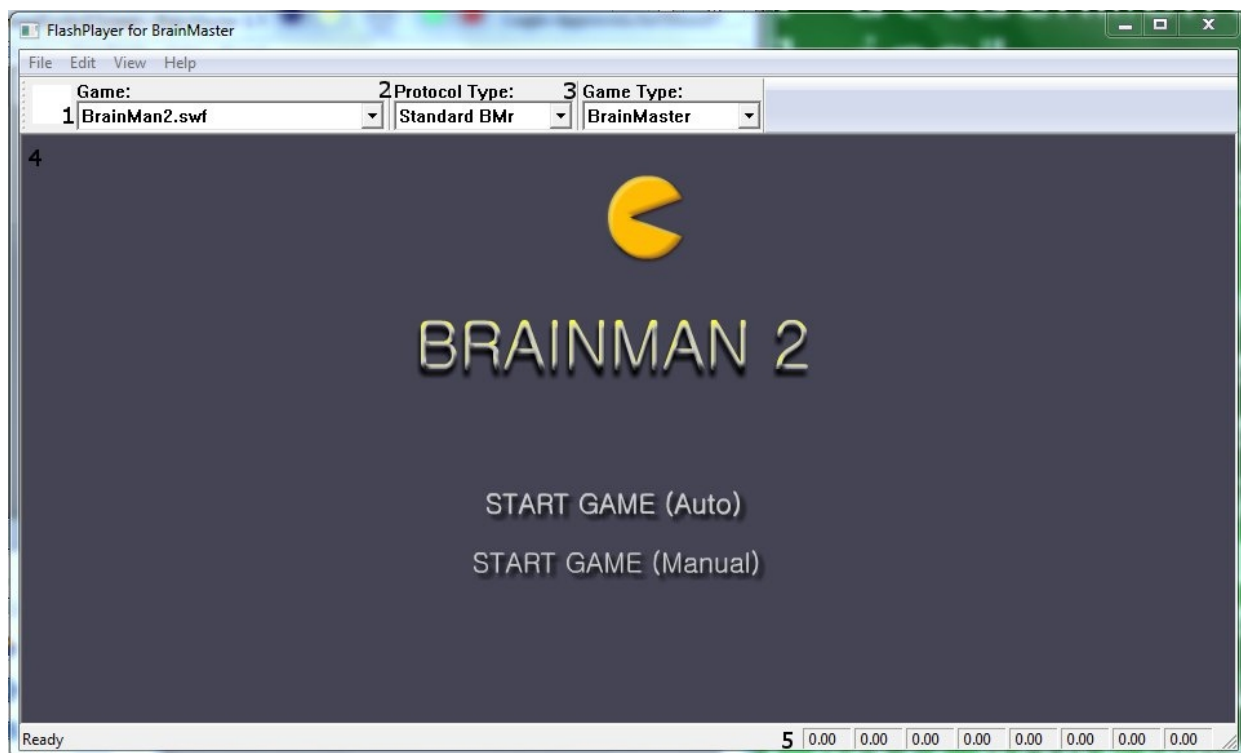 FlashPlayer for BrainMaster
File Edit View Help
Game: 2 Protocol Type: 3 Game Type:
1 BrainMan2.swf Standard BMr BrainMaster
4
BRAINMAN 2
START GAME (Auto)
START GAME (Manual)
Ready 5 0.00 0.00 0.00 0.00 0.00 0.00 0.00 0.00